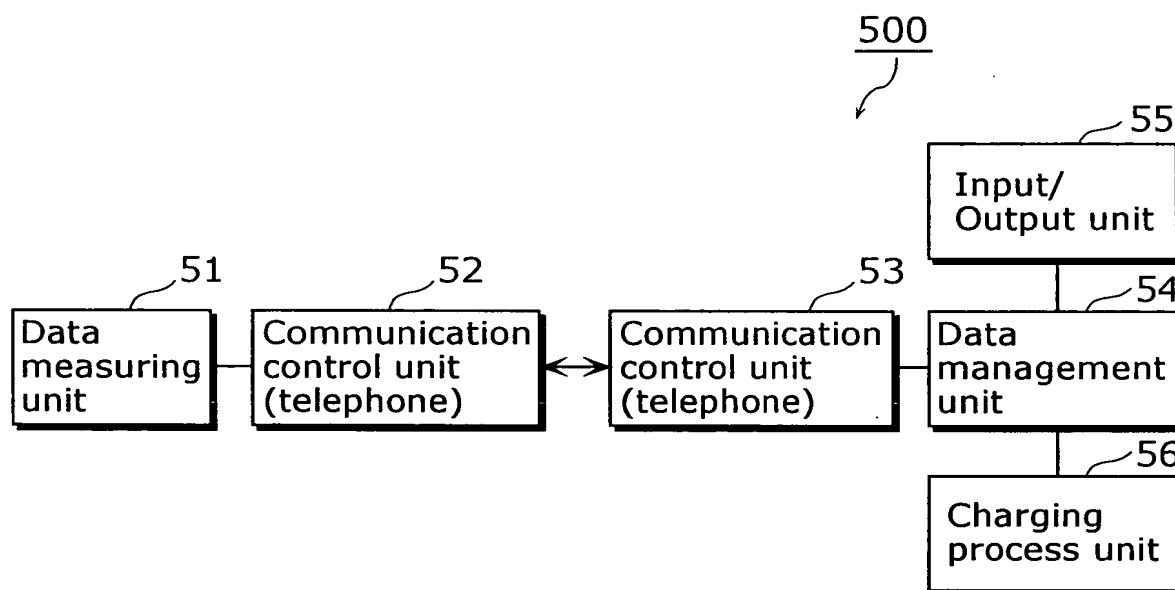 500
55
Input/
Output unit
51
52
53
54
Data
measuring
unit
Communication
control unit
(telephone)
Communication
control unit
(telephone)
Data
management
unit
56
Charging
process unit